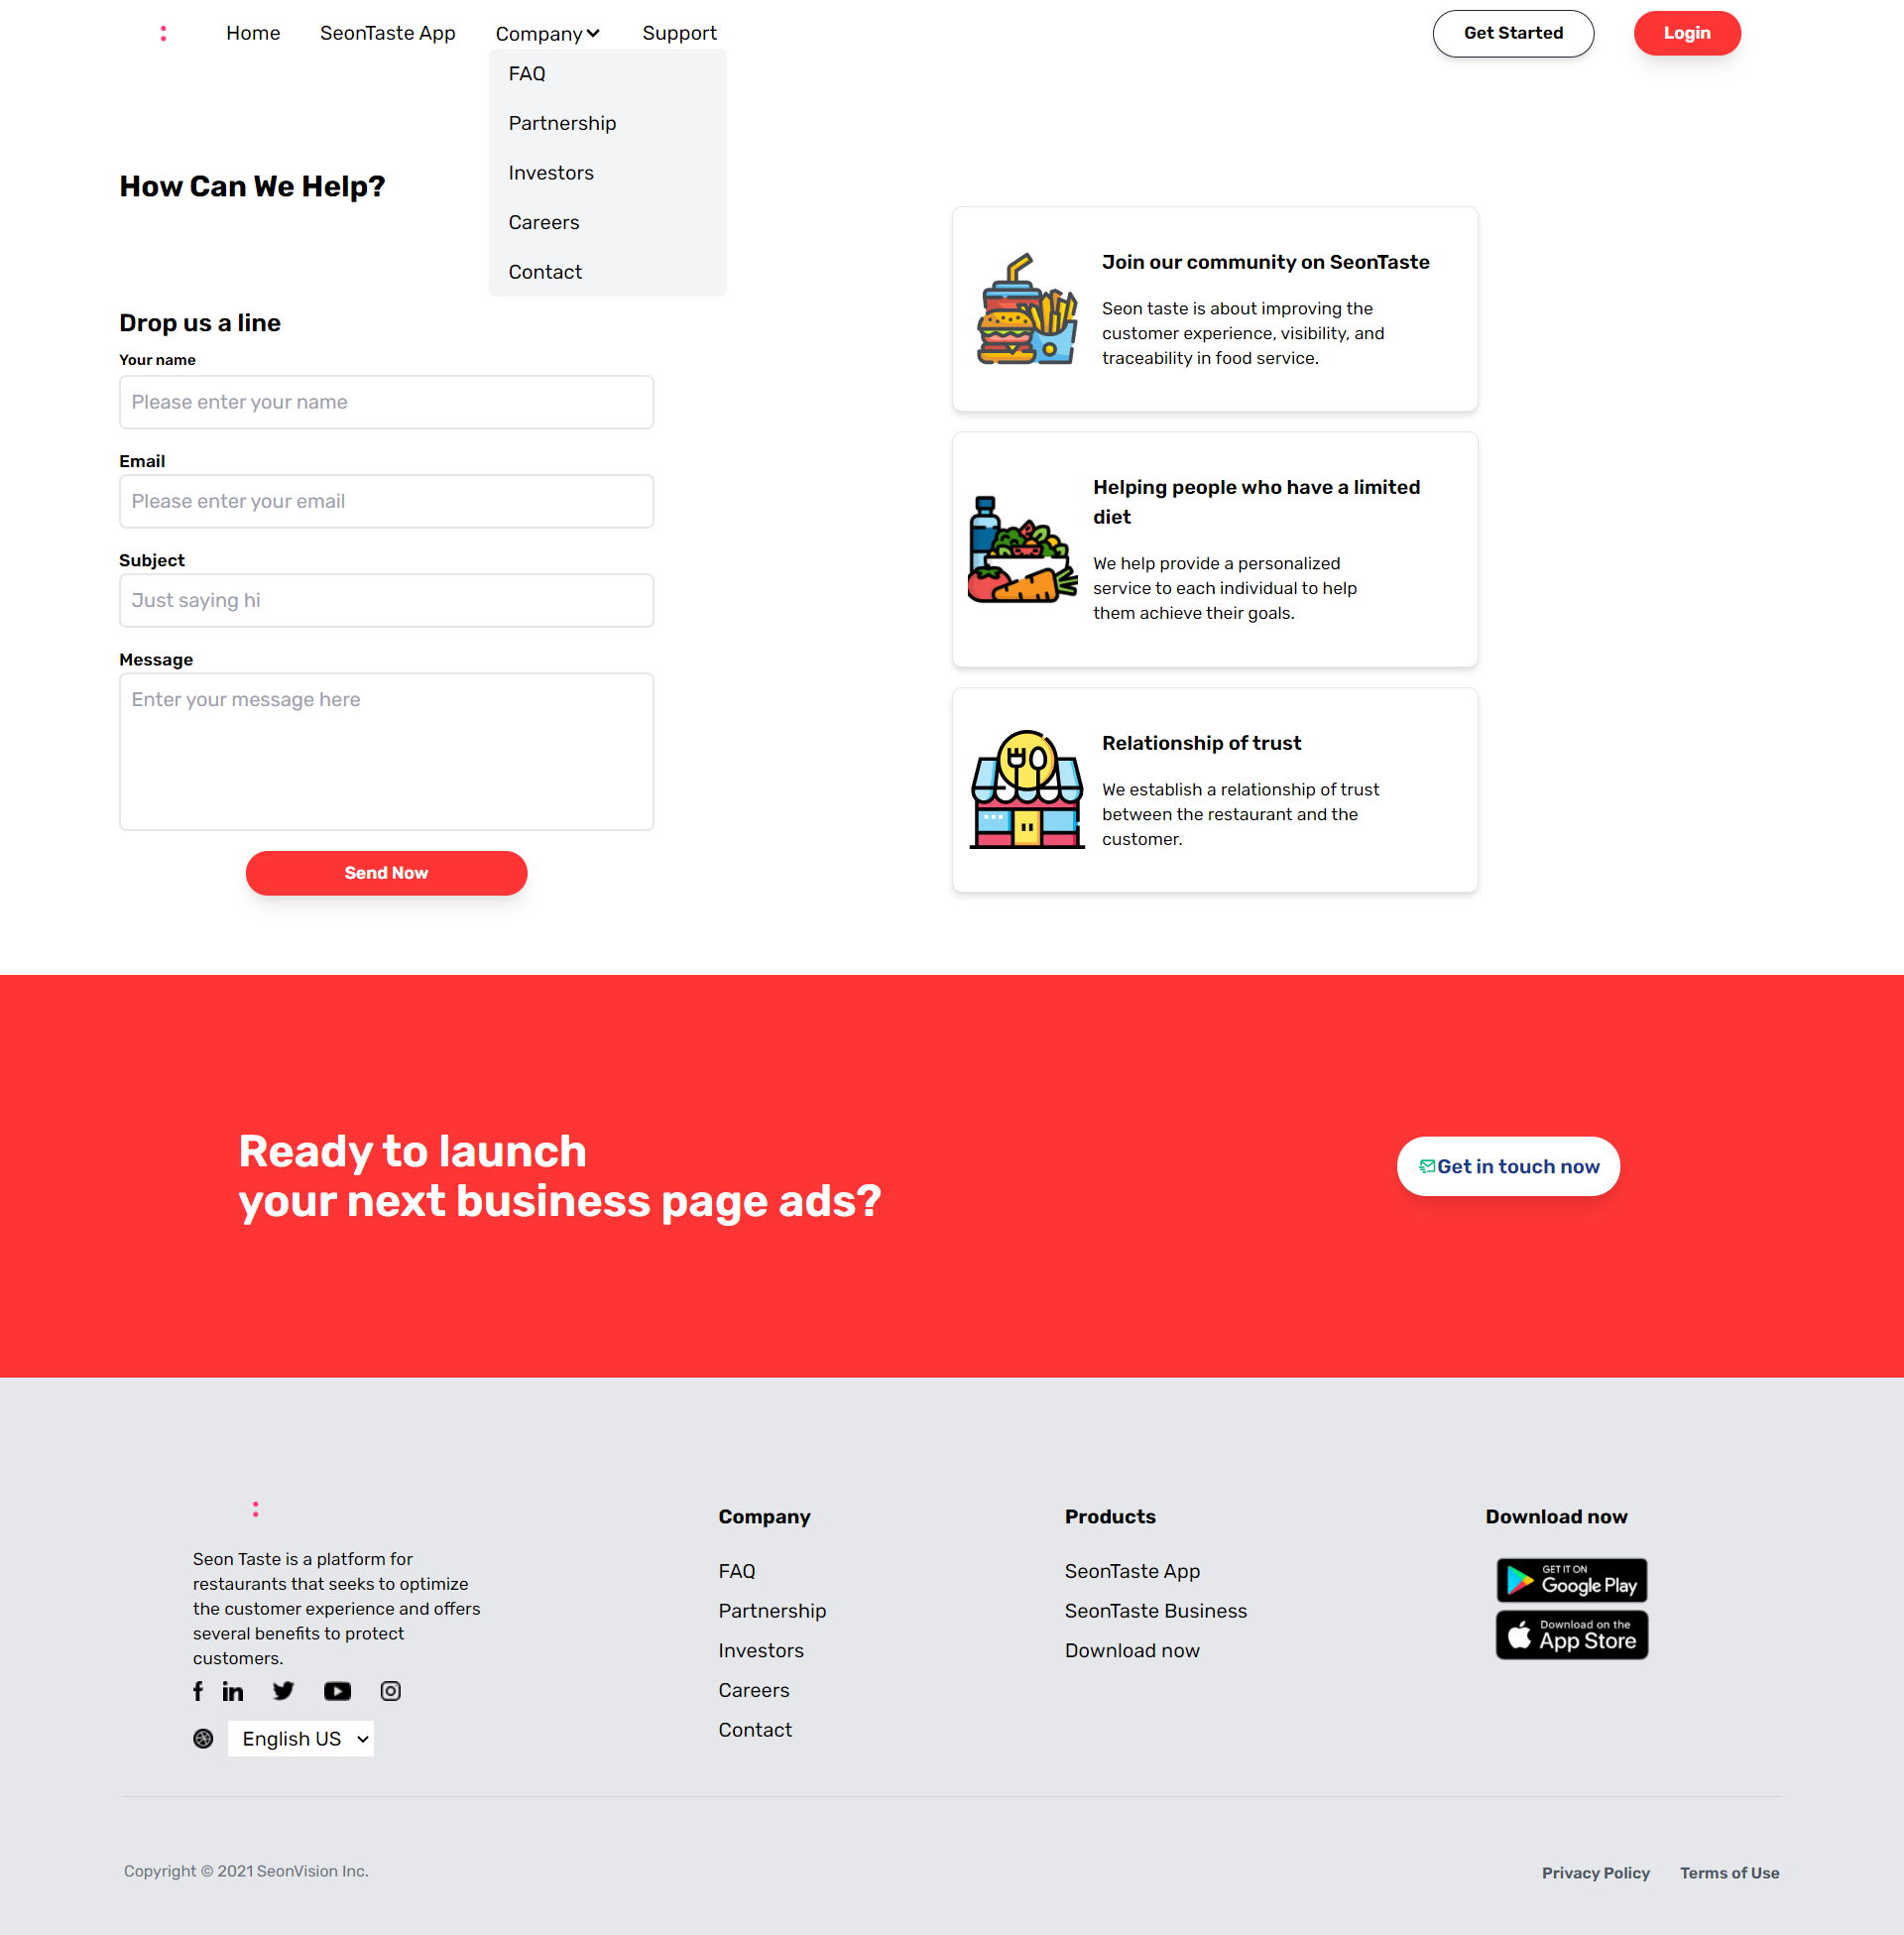 Home
SeonTaste App
Company
Support
Get Started
Login
FAQ
Partnership
Investors
Careers
Contact
How Can We Help?
Drop us a line
Your name
Please enter your name
Email
Please enter your email
Subject
Just saying hi
Message
Enter your message here
Send Now
Join our community on SeonTaste
Seon taste is about improving the
customer experience, visibility, and
traceability in food service.
Helping people who have a limited
diet
We help provide a personalized
service to each individual to help
them achieve their goals.
Relationship of trust
We establish a relationship of trust
between the restaurant and the
customer.
Ready to launch
your next business page ads?
Get in touch now
Seon Taste is a platform for
restaurants that seeks to optimize
the customer experience and offers
several benefits to protect
customers.
English US
Company
FAQ
Partnership
Investors
Careers
Contact
Products
SeonTaste App
SeonTaste Business
Download now
Download now
GET IT ON
Google Play
Download on the
App Store
Copyright © 2021 SeonVision Inc.
Privacy Policy
Terms of Use